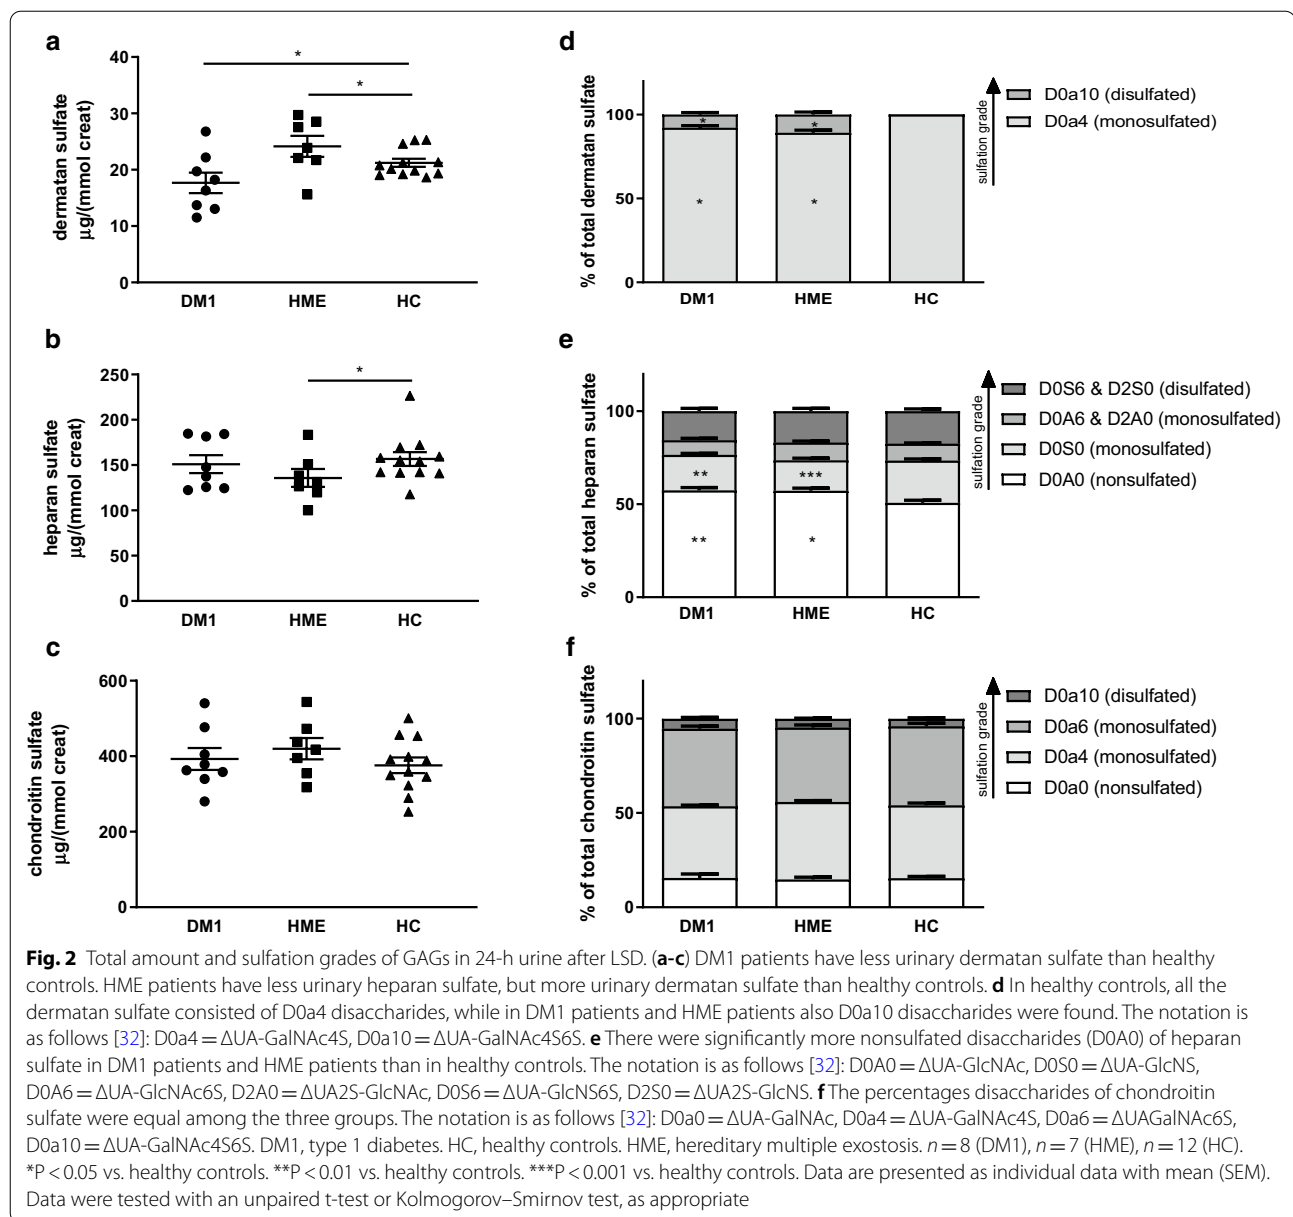 a
dermatan sulfate
µg/(mmol creat)
40
30
20
10
0
*
*
DM1 HME HC
d
% of total dermatan sulfate
100
50
0
*
*
*
*
DM1 HME HC
sulfation grade
D0a10 (disulfated)
D0a4 (monosulfated)
b
heparan sulfate
µg/(mmol creat)
250
200
150
100
50
0
*
DM1 HME HC
e
% of total heparan sulfate
100
50
0
**
***
**
*
DM1 HME HC
sulfation grade
D0S6 & D2S0 (disulfated)
D0A6 & D2A0 (monosulfated)
D0S0 (monosulfated)
D0A0 (nonsulfated)
c
chondroitin sulfate
µg/(mmol creat)
600
400
200
0
DM1 HME HC
f
% of total chondroitin sulfate
100
50
0
DM1 HME HC
sulfation grade
D0a10 (disulfated)
D0a6 (monosulfated)
D0a4 (monosulfated)
D0a0 (nonsulfated)
Fig. 2 Total amount and sulfation grades of GAGs in 24-h urine after LSD. (a-c) DM1 patients have less urinary dermatan sulfate than healthy
controls. HME patients have less urinary heparan sulfate, but more urinary dermatan sulfate than healthy controls. d In healthy controls, all the
dermatan sulfate consisted of D0a4 disaccharides, while in DM1 patients and HME patients also D0a10 disaccharides were found. The notation is
as follows [32]: D0a4 = ΔUA-GalNAc4S, D0a10 = ΔUA-GalNAc4S6S. e There were significantly more nonsulfated disaccharides (D0A0) of heparan
sulfate in DM1 patients and HME patients than in healthy controls. The notation is as follows [32]: D0A0 = ΔUA-GlcNAc, D0S0 = ΔUA-GlcNS,
D0A6 = ΔUA-GlcNAc6S, D2A0 = ΔUA2S-GlcNAc, D0S6 = ΔUA-GlcNS6S, D2S0 = ΔUA2S-GlcNS. f The percentages disaccharides of chondroitin
sulfate were equal among the three groups. The notation is as follows [32]: D0a0 = ΔUA-GalNAc, D0a4 = ΔUA-GalNAc4S, D0a6 = ΔUAGalNAc6S,
D0a10 = ΔUA-GalNAc4S6S. DM1, type 1 diabetes. HC, healthy controls. HME, hereditary multiple exostosis. n = 8 (DM1), n = 7 (HME), n = 12 (HC).
*P < 0.05 vs. healthy controls. **P < 0.01 vs. healthy controls. ***P < 0.001 vs. healthy controls. Data are presented as individual data with mean (SEM).
Data were tested with an unpaired t-test or Kolmogorov–Smirnov test, as appropriate